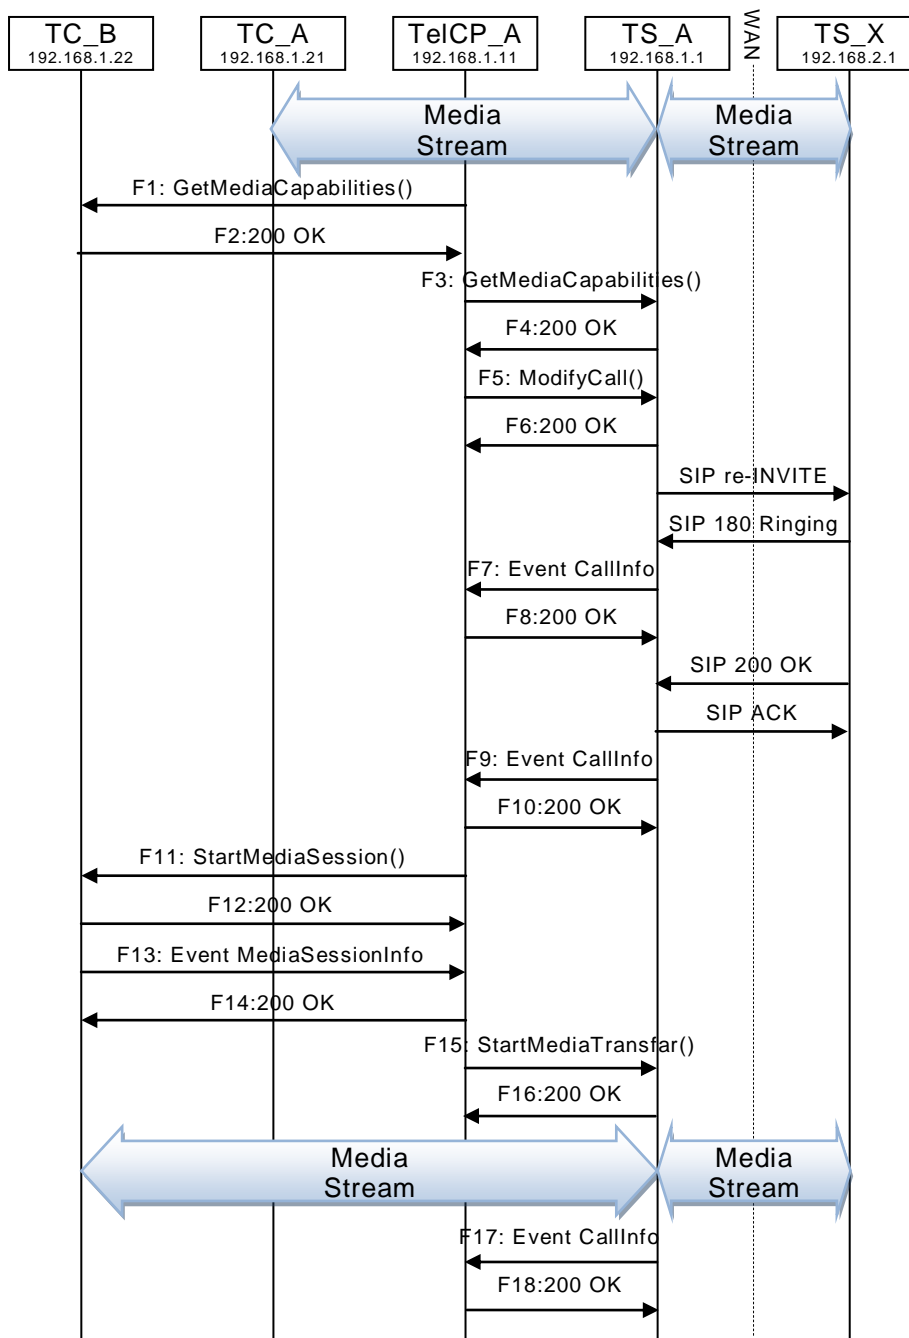 TC_B
192.168.1.22
TC_A
192.168.1.21
TelCP_A
192.168.1.11
TS_A
192.168.1.1
WAN
TS_X
192.168.2.1
Media
Stream
Media
Stream
F1: GetMediaCapabilities()
F2:200 OK
F3: GetMediaCapabilities()
F4:200 OK
F5: ModifyCall()
F6:200 OK
SIP re-INVITE
SIP 180 Ringing
F7: Event CallInfo
F8:200 OK
SIP 200 OK
SIP ACK
F9: Event CallInfo
F10:200 OK
F11: StartMediaSession()
F12:200 OK
F13: Event MediaSessionInfo
F14:200 OK
F15: StartMediaTransfar()
F16:200 OK
Media
Stream
Media
Stream
F17: Event CallInfo
F18:200 OK